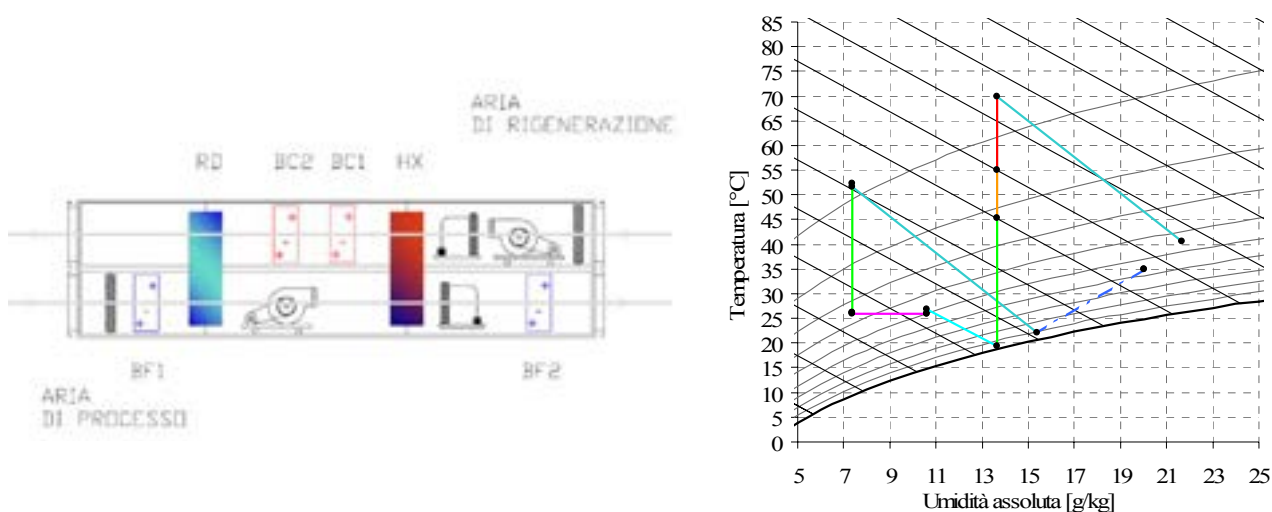 ARIA
DI RIGENERAZIONE
RD BC2 BC1 HX
BF1 BF2
ARIA
DI PROCESSO
Temperatura [°C]
85
80
75
70
65
60
55
50
45
40
35
30
25
20
15
10
5
0
5 7 9 11 13 15 17 19 21 23 25
Umidità assoluta [g/kg]